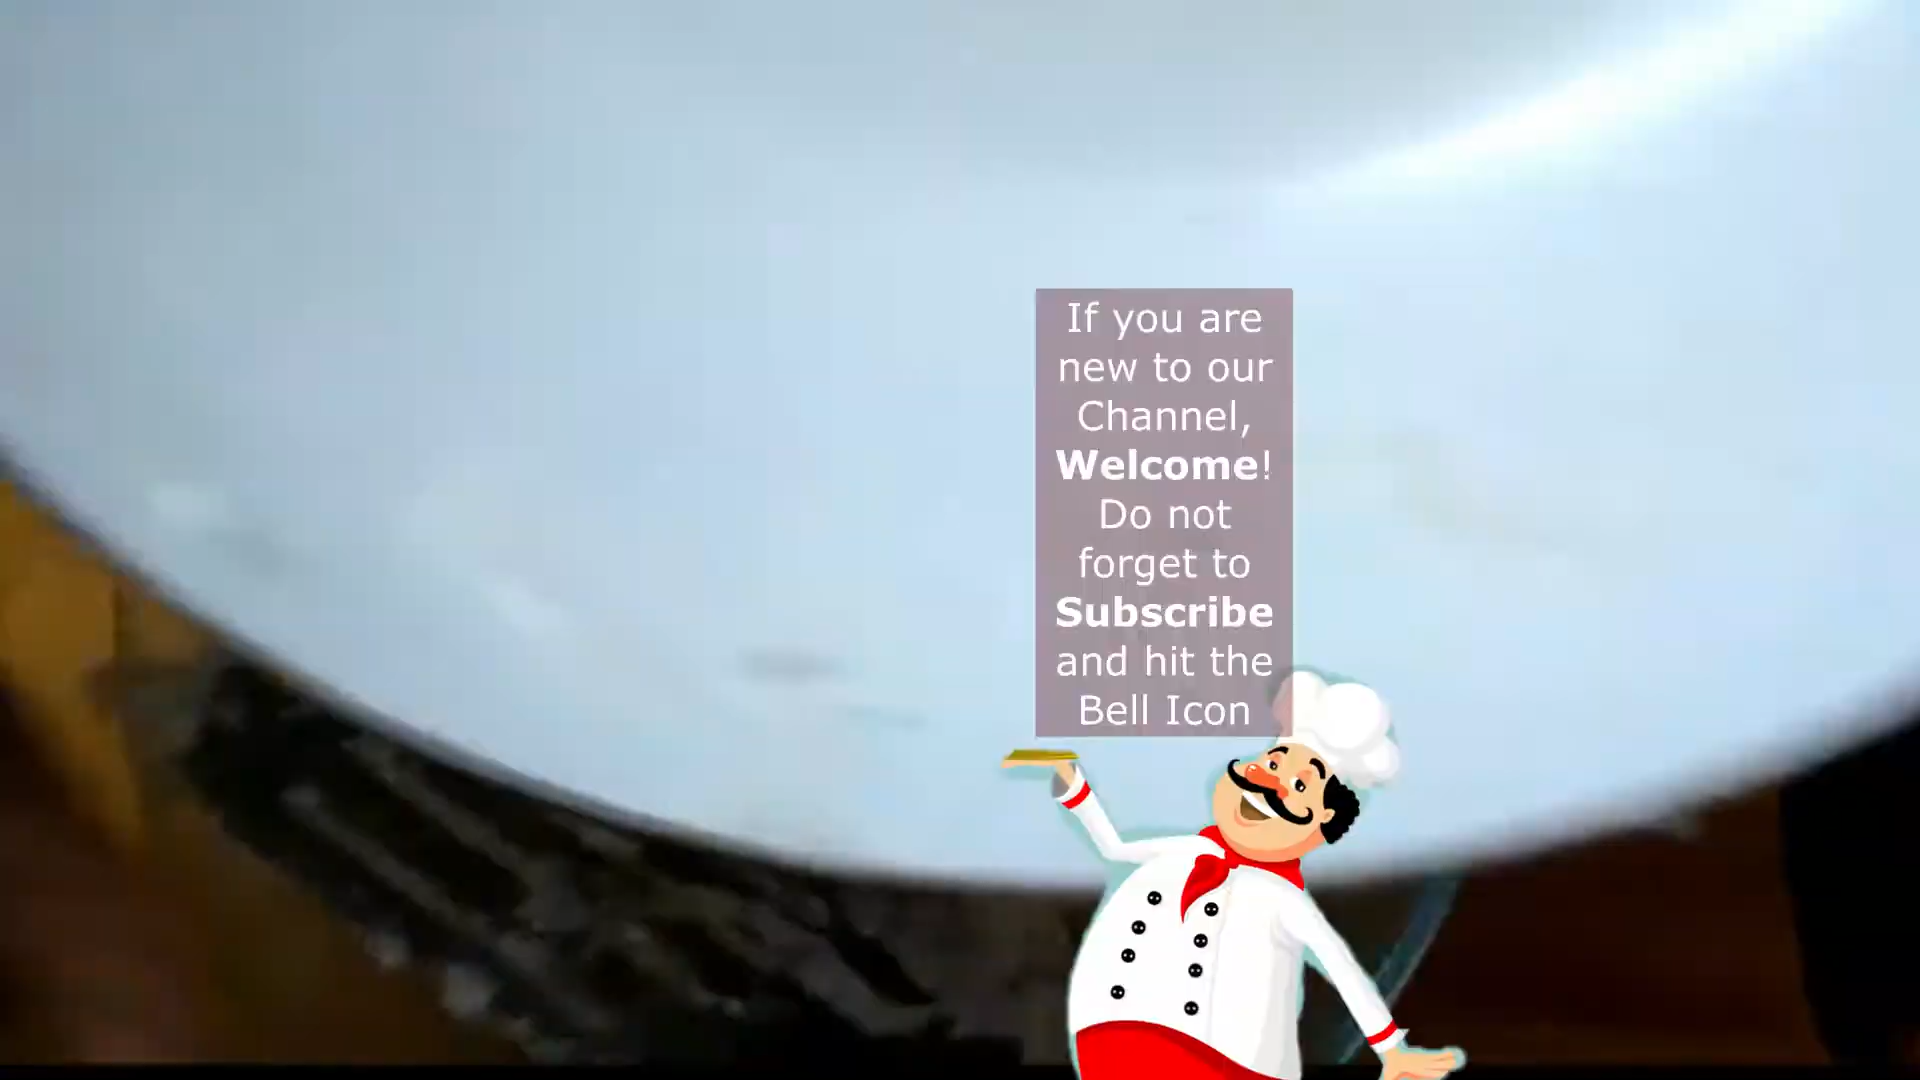 If you are
new to our
Channel,
Welcome!
Do not
forget to
Subscribe
and hit the
Bell Icon